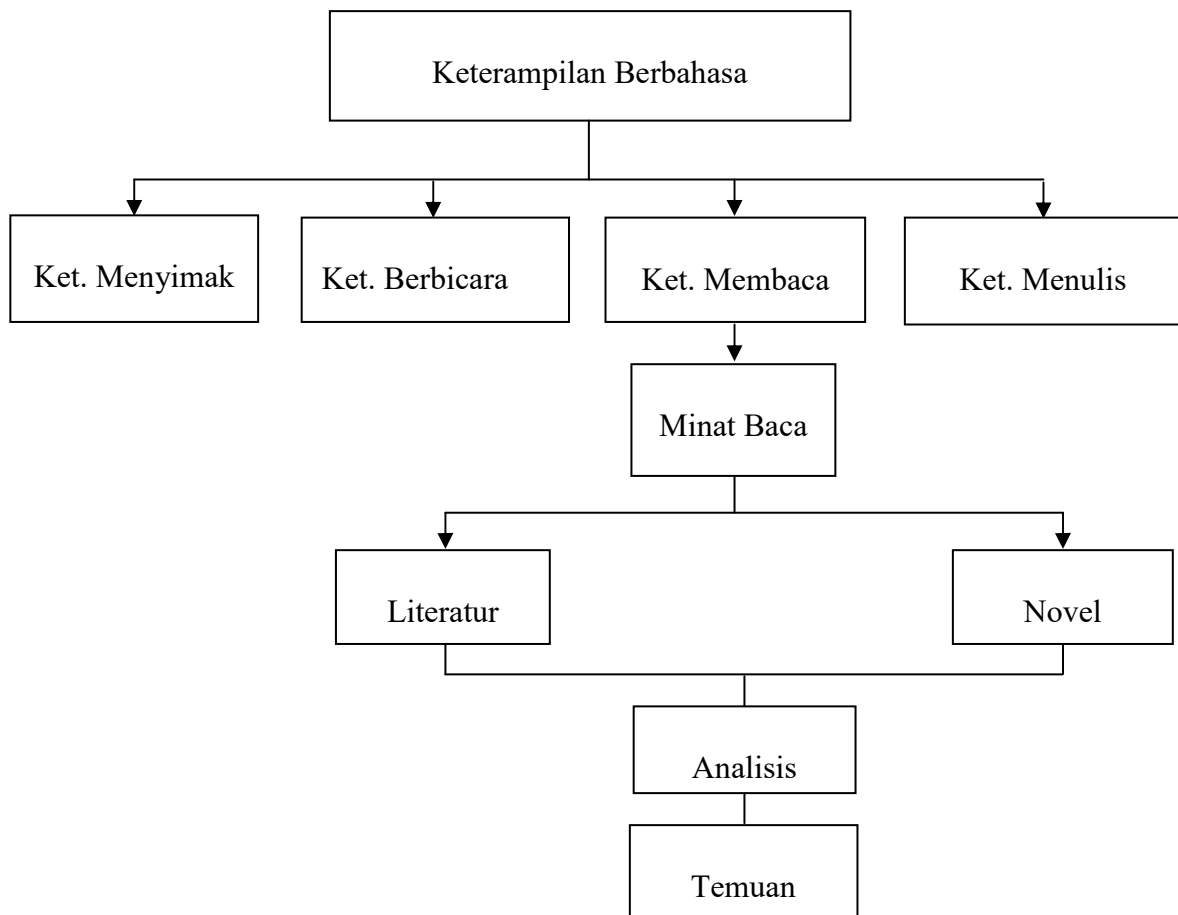 Keterampilan Berbahasa
Ket. Menyimak
Ket. Berbicara
Ket. Membaca
Ket. Menulis
Minat Baca
Literatur
Novel
Analisis
Temuan